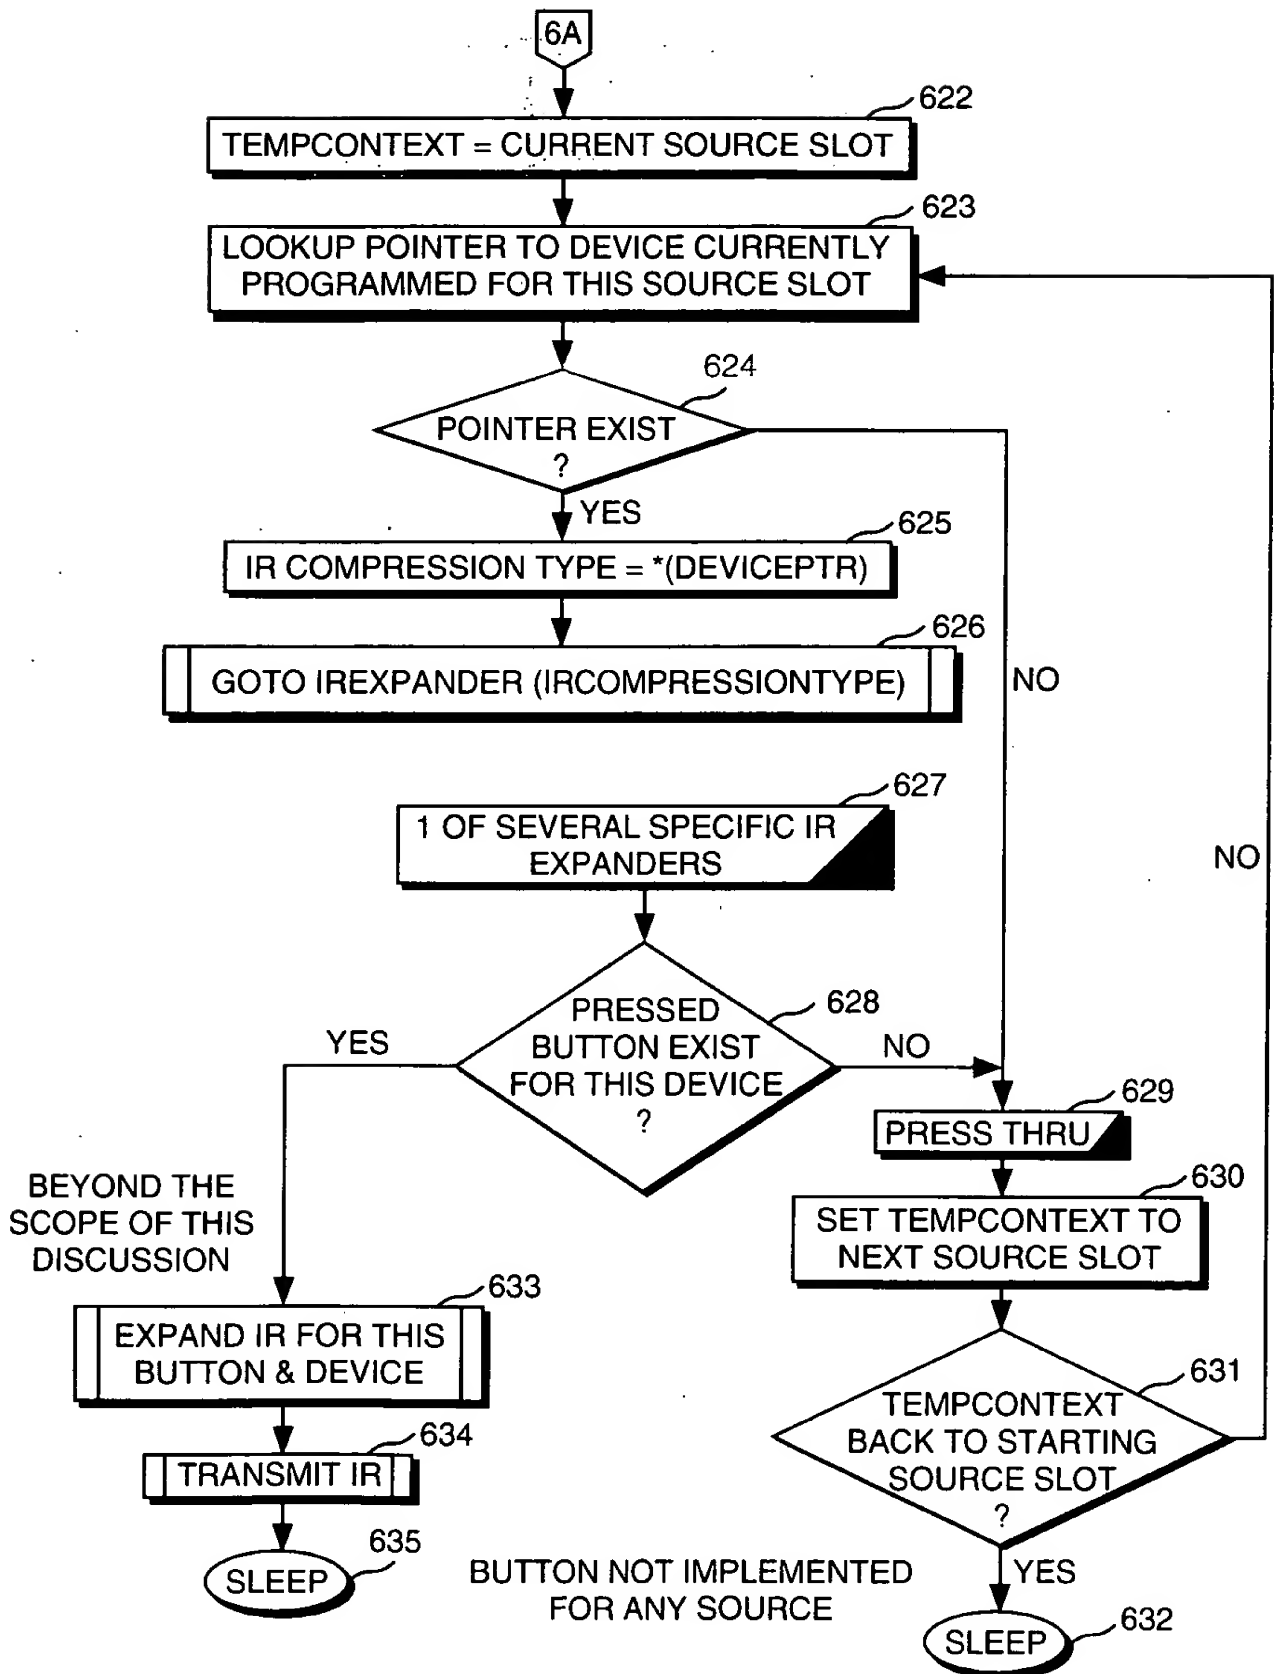 6A
622
TEMPCONTEXT = CURRENT SOURCE SLOT
623
LOOKUP POINTER TO DEVICE CURRENTLY
PROGRAMMED FOR THIS SOURCE SLOT
624
POINTER EXIST
?
YES
625
IR COMPRESSION TYPE = *(DEVICEPTR)
626
GOTO IREXPANDER (IRCOMPRESSIONTYPE)
NO
627
1 OF SEVERAL SPECIFIC IR
EXPANDERS
NO
628
PRESSED
BUTTON EXIST
FOR THIS DEVICE
?
YES
NO
629
PRESS THRU
630
SET TEMPCONTEXT TO
NEXT SOURCE SLOT
BEYOND THE
SCOPE OF THIS
DISCUSSION
633
EXPAND IR FOR THIS
BUTTON & DEVICE
631
TEMPCONTEXT
BACK TO STARTING
SOURCE SLOT
?
634
TRANSMIT IR
635
SLEEP
BUTTON NOT IMPLEMENTED
FOR ANY SOURCE
YES
632
SLEEP